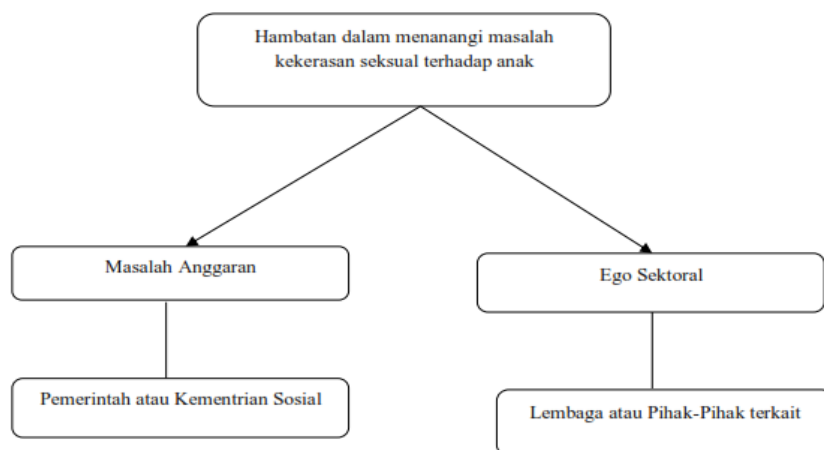 Hambatan dalam menanangi masalah
kekerasan seksual terhadap anak
Masalah Anggaran
Ego Sektoral
Pemerintah atau Kementrian Sosial
Lembaga atau Pihak-Pihak terkait